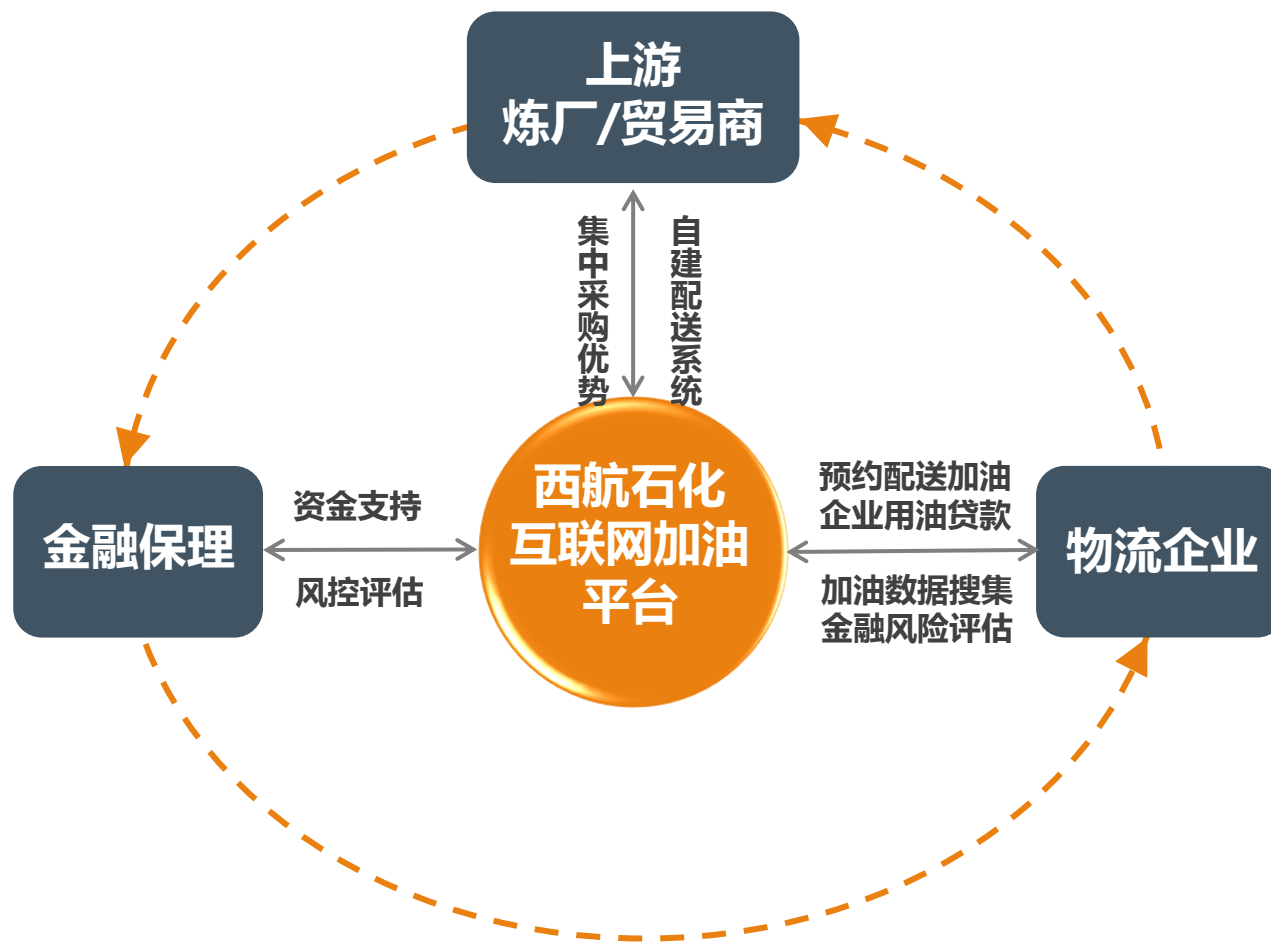 上游
炼厂/贸易商
集中采购优势
自建配送系统
金融保理
资金支持
风控评估
西航石化
互联网加油
平台
预约配送加油
企业用油贷款
加油数据搜集
金融风险评估
物流企业